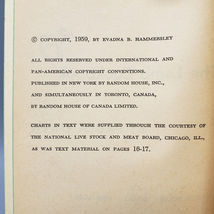 © COPYRIGHT, 1959, BY EVADNA B. HAMMERSLEY
ALL RIGHTS RESERVED UNDER INTERNATIONAL AND
PAN-AMERICAN COPYRIGHT CONVENTIONS.
PUBLISHED IN NEW YORK BY RANDOM HOUSE, INC.,
AND SIMULTANEOUSLY IN TORONTO, CANADA,
BY RANDOM HOUSE OF CANADA LIMITED.
CHARTS IN TEXT WERE SUPPLIED THROUGH THE COURTESY OF
THE NATIONAL LIVE STOCK AND MEAT BOARD, CHICAGO, ILL.,
AS WAS TEXT MATERIAL ON PAGES 16-17.